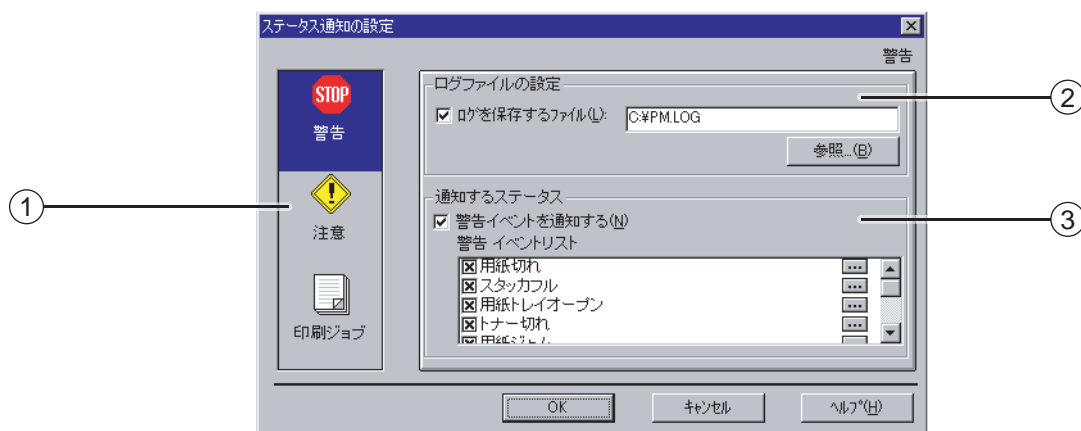 ステータス通知の設定
警告
STOP
警告
注意
印刷ジョブ
ログファイルの設定
ログを保存するファイル(L):
C:¥PM.LOG
参照...(B)
通知するステータス
警告イベントを通知する(N)
警告 イベントリスト
用紙切れ
スタッカフル
用紙トレイオープン
トナー切れ
用紙ジャム
OK
キャンセル
ヘルプ(H)
①
②
③